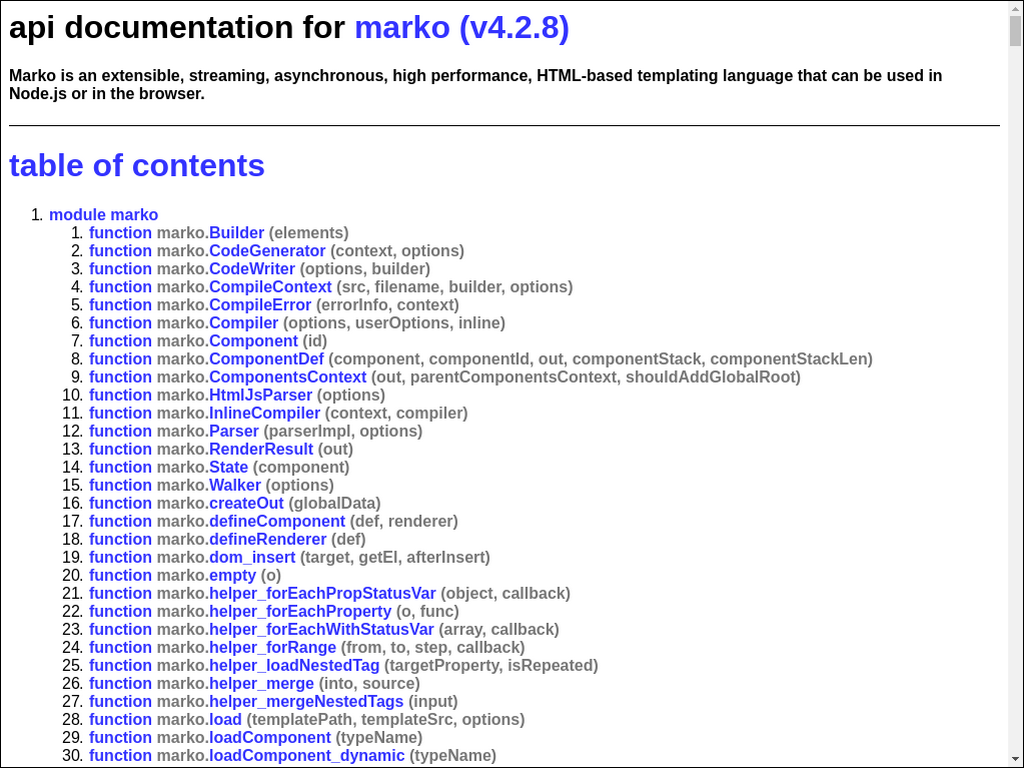 api documentation for marko (v4.2.8)
Marko is an extensible, streaming, asynchronous, high performance, HTML-based templating language that can be used in
Node.js or in the browser.
table of contents
1. module marko
1. function marko.Builder (elements)
2. function marko.CodeGenerator (context, options)
3. function marko.CodeWriter (options, builder)
4. function marko.CompileContext (src, filename, builder, options)
5. function marko.CompileError (errorInfo, context)
6. function marko.Compiler (options, userOptions, inline)
7. function marko.Component (id)
8. function marko.ComponentDef (component, componentId, out, componentStack, componentStackLen)
9. function marko.ComponentsContext (out, parentComponentsContext, shouldAddGlobalRoot)
10. function marko.HtmlJsParser (options)
11. function marko.InlineCompiler (context, compiler)
12. function marko.Parser (parserImpl, options)
13. function marko.RenderResult (out)
14. function marko.State (component)
15. function marko.Walker (options)
16. function marko.createOut (globalData)
17. function marko.defineComponent (def, renderer)
18. function marko.defineRenderer (def)
19. function marko.dom_insert (target, getEl, afterInsert)
20. function marko.empty (o)
21. function marko.helper_forEachPropStatusVar (object, callback)
22. function marko.helper_forEachProperty (o, func)
23. function marko.helper_forEachWithStatusVar (array, callback)
24. function marko.helper_forRange (from, to, step, callback)
25. function marko.helper_loadNestedTag (targetProperty, isRepeated)
26. function marko.helper_merge (into, source)
27. function marko.helper_mergeNestedTags (input)
28. function marko.load (templatePath, templateSrc, options)
29. function marko.loadComponent (typeName)
30. function marko.loadComponent_dynamic (typeName)